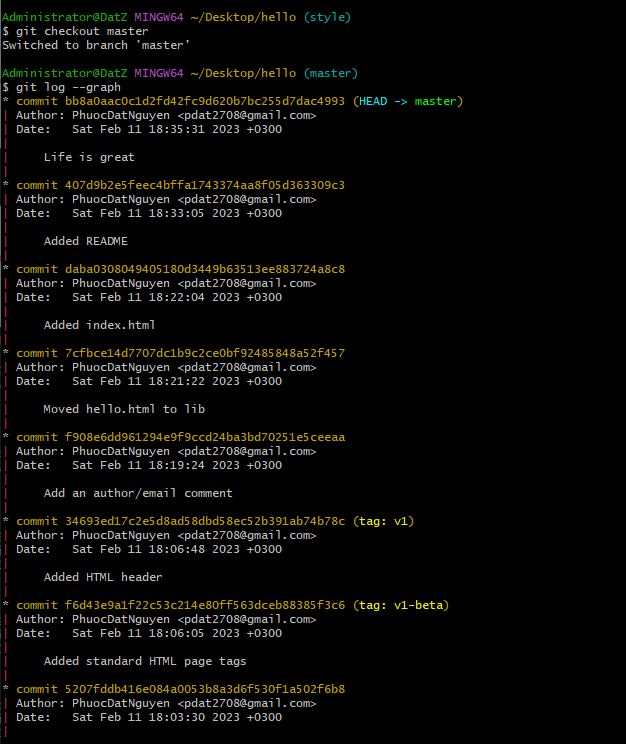 Administrator@DatZ MINGW64 ~/Desktop/hello (style)
$ git checkout master
Switched to branch 'master'

Administrator@DatZ MINGW64 ~/Desktop/hello (master)
$ git log --graph
* commit bb8a0aac0c1d2fd42fc9d620b7bc255d7dac4993 (HEAD -> master)
| Author: PhuocDatNguyen <pdat2708@gmail.com>
| Date:   Sat Feb 11 18:35:31 2023 +0300
|
|     Life is great
|
* commit 407d9b2e5feec4bffa1743374aa8f05d363309c3
| Author: PhuocDatNguyen <pdat2708@gmail.com>
| Date:   Sat Feb 11 18:33:05 2023 +0300
|
|     Added README
|
* commit daba0308049405180d3449b63513ee883724a8c8
| Author: PhuocDatNguyen <pdat2708@gmail.com>
| Date:   Sat Feb 11 18:22:04 2023 +0300
|
|     Added index.html
|
* commit 7cfbce14d7707dc1b9c2ce0bf92485848a52f457
| Author: PhuocDatNguyen <pdat2708@gmail.com>
| Date:   Sat Feb 11 18:21:22 2023 +0300
|
|     Moved hello.html to lib
|
* commit f908e6dd961294e9f9ccd24ba3bd70251e5ceeaa
| Author: PhuocDatNguyen <pdat2708@gmail.com>
| Date:   Sat Feb 11 18:19:24 2023 +0300
|
|     Add an author/email comment
|
* commit 34693ed17c2e5d8ad58dbd58ec52b391ab74b78c (tag: v1)
| Author: PhuocDatNguyen <pdat2708@gmail.com>
| Date:   Sat Feb 11 18:06:48 2023 +0300
|
|     Added HTML header
|
* commit f6d43e9a1f22c53c214e80ff563dceb88385f3c6 (tag: v1-beta)
| Author: PhuocDatNguyen <pdat2708@gmail.com>
| Date:   Sat Feb 11 18:06:05 2023 +0300
|
|     Added standard HTML page tags
|
* commit 5207fddb416e084a0053b8a3d6f530f1a502f6b8
| Author: PhuocDatNguyen <pdat2708@gmail.com>
| Date:   Sat Feb 11 18:03:30 2023 +0300
|